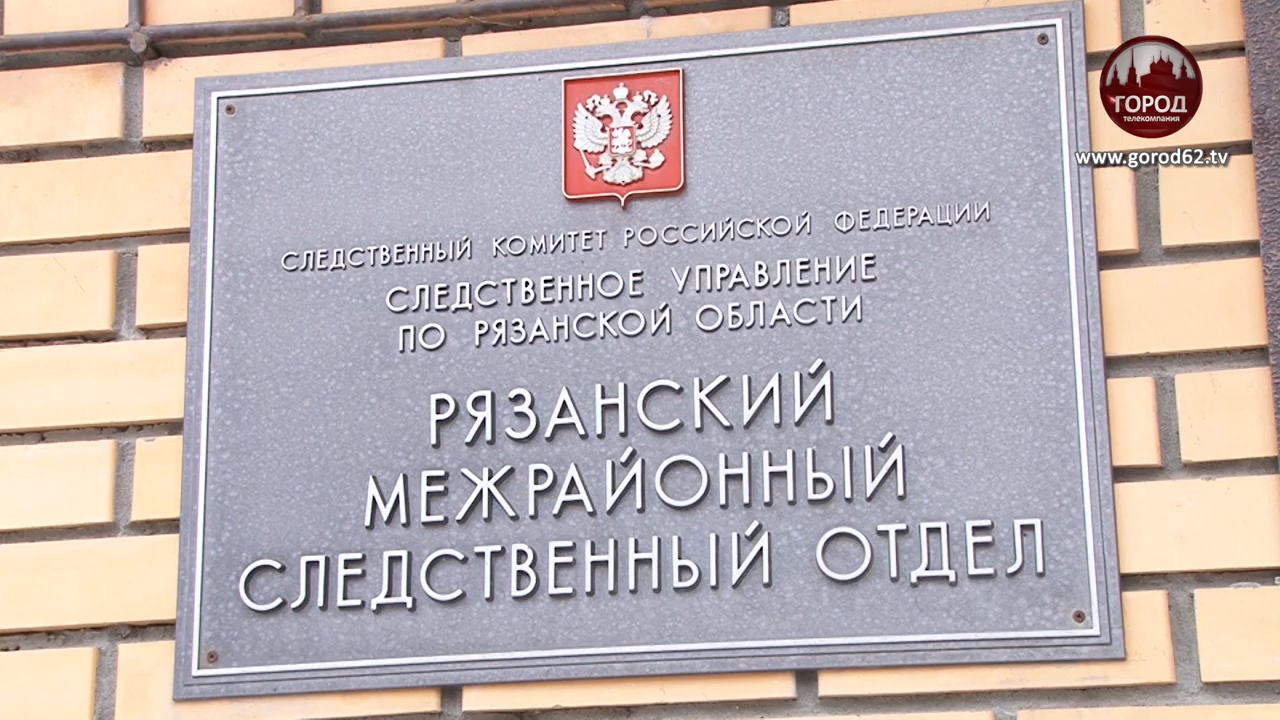 ГОРОД
телекомпания
www.gorod62.tv
СЛЕДСТВЕННЫЙ КОМИТЕТ РОССИЙСКОЙ ФЕДЕРАЦИИ
СЛЕДСТВЕННОЕ УПРАВЛЕНИЕ
ПО РЯЗАНСКОЙ ОБЛАСТИ
РЯЗАНСКИЙ
МЕЖРАЙОННЫЙ
СЛЕДСТВЕННЫЙ ОТДЕЛ